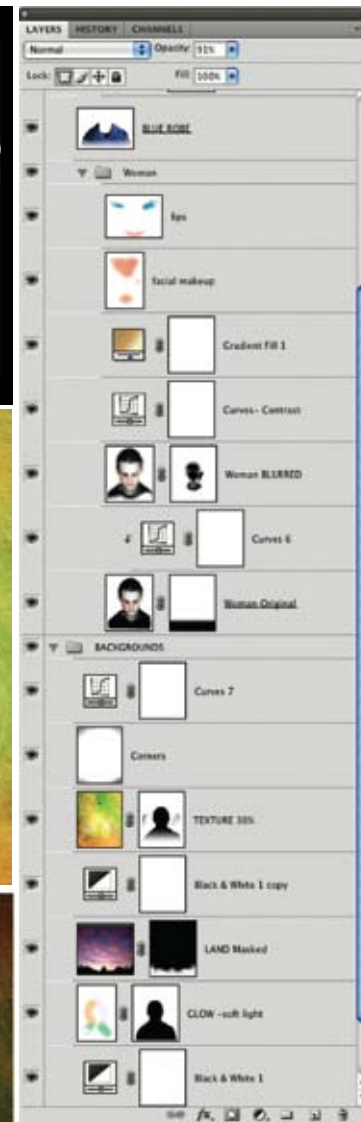 LAYERS HISTORY CHANNELS
Normal Opacity: 91%
Lock: Fill: 100%
BLUE ROBE
Woman
lips
facial makeup
Gradient Fill 1
Curves- Contrast
Woman BLURRED
Curves 6
Woman Original
BACKGROUNDS
Curves 7
Corners
TEXTURE 50%
Black & White 1 copy
LAND Masked
GLOW -soft light
Black & White 1
fx